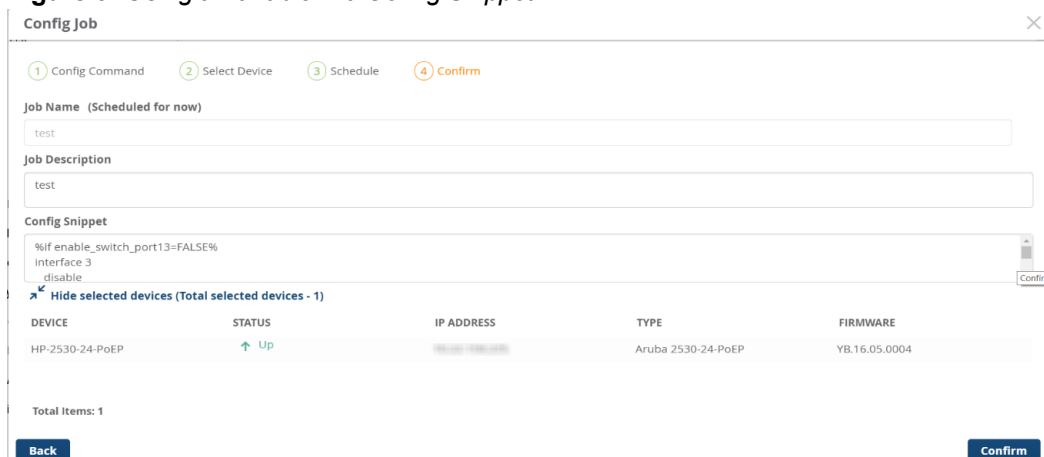 Config Job
1 Config Command 2 Select Device 3 Schedule 4 Confirm
Job Name (Scheduled for now)
test
Job Description
test
Config Snippet
%if enable_switch_port13=FALSE%
interface 3
disable
Confir
Hide selected devices (Total selected devices - 1)
DEVICE STATUS IP ADDRESS TYPE FIRMWARE
HP-2530-24-PoEP Up Aruba 2530-24-PoEP YB.16.05.0004
Total Items: 1
Back Confirm